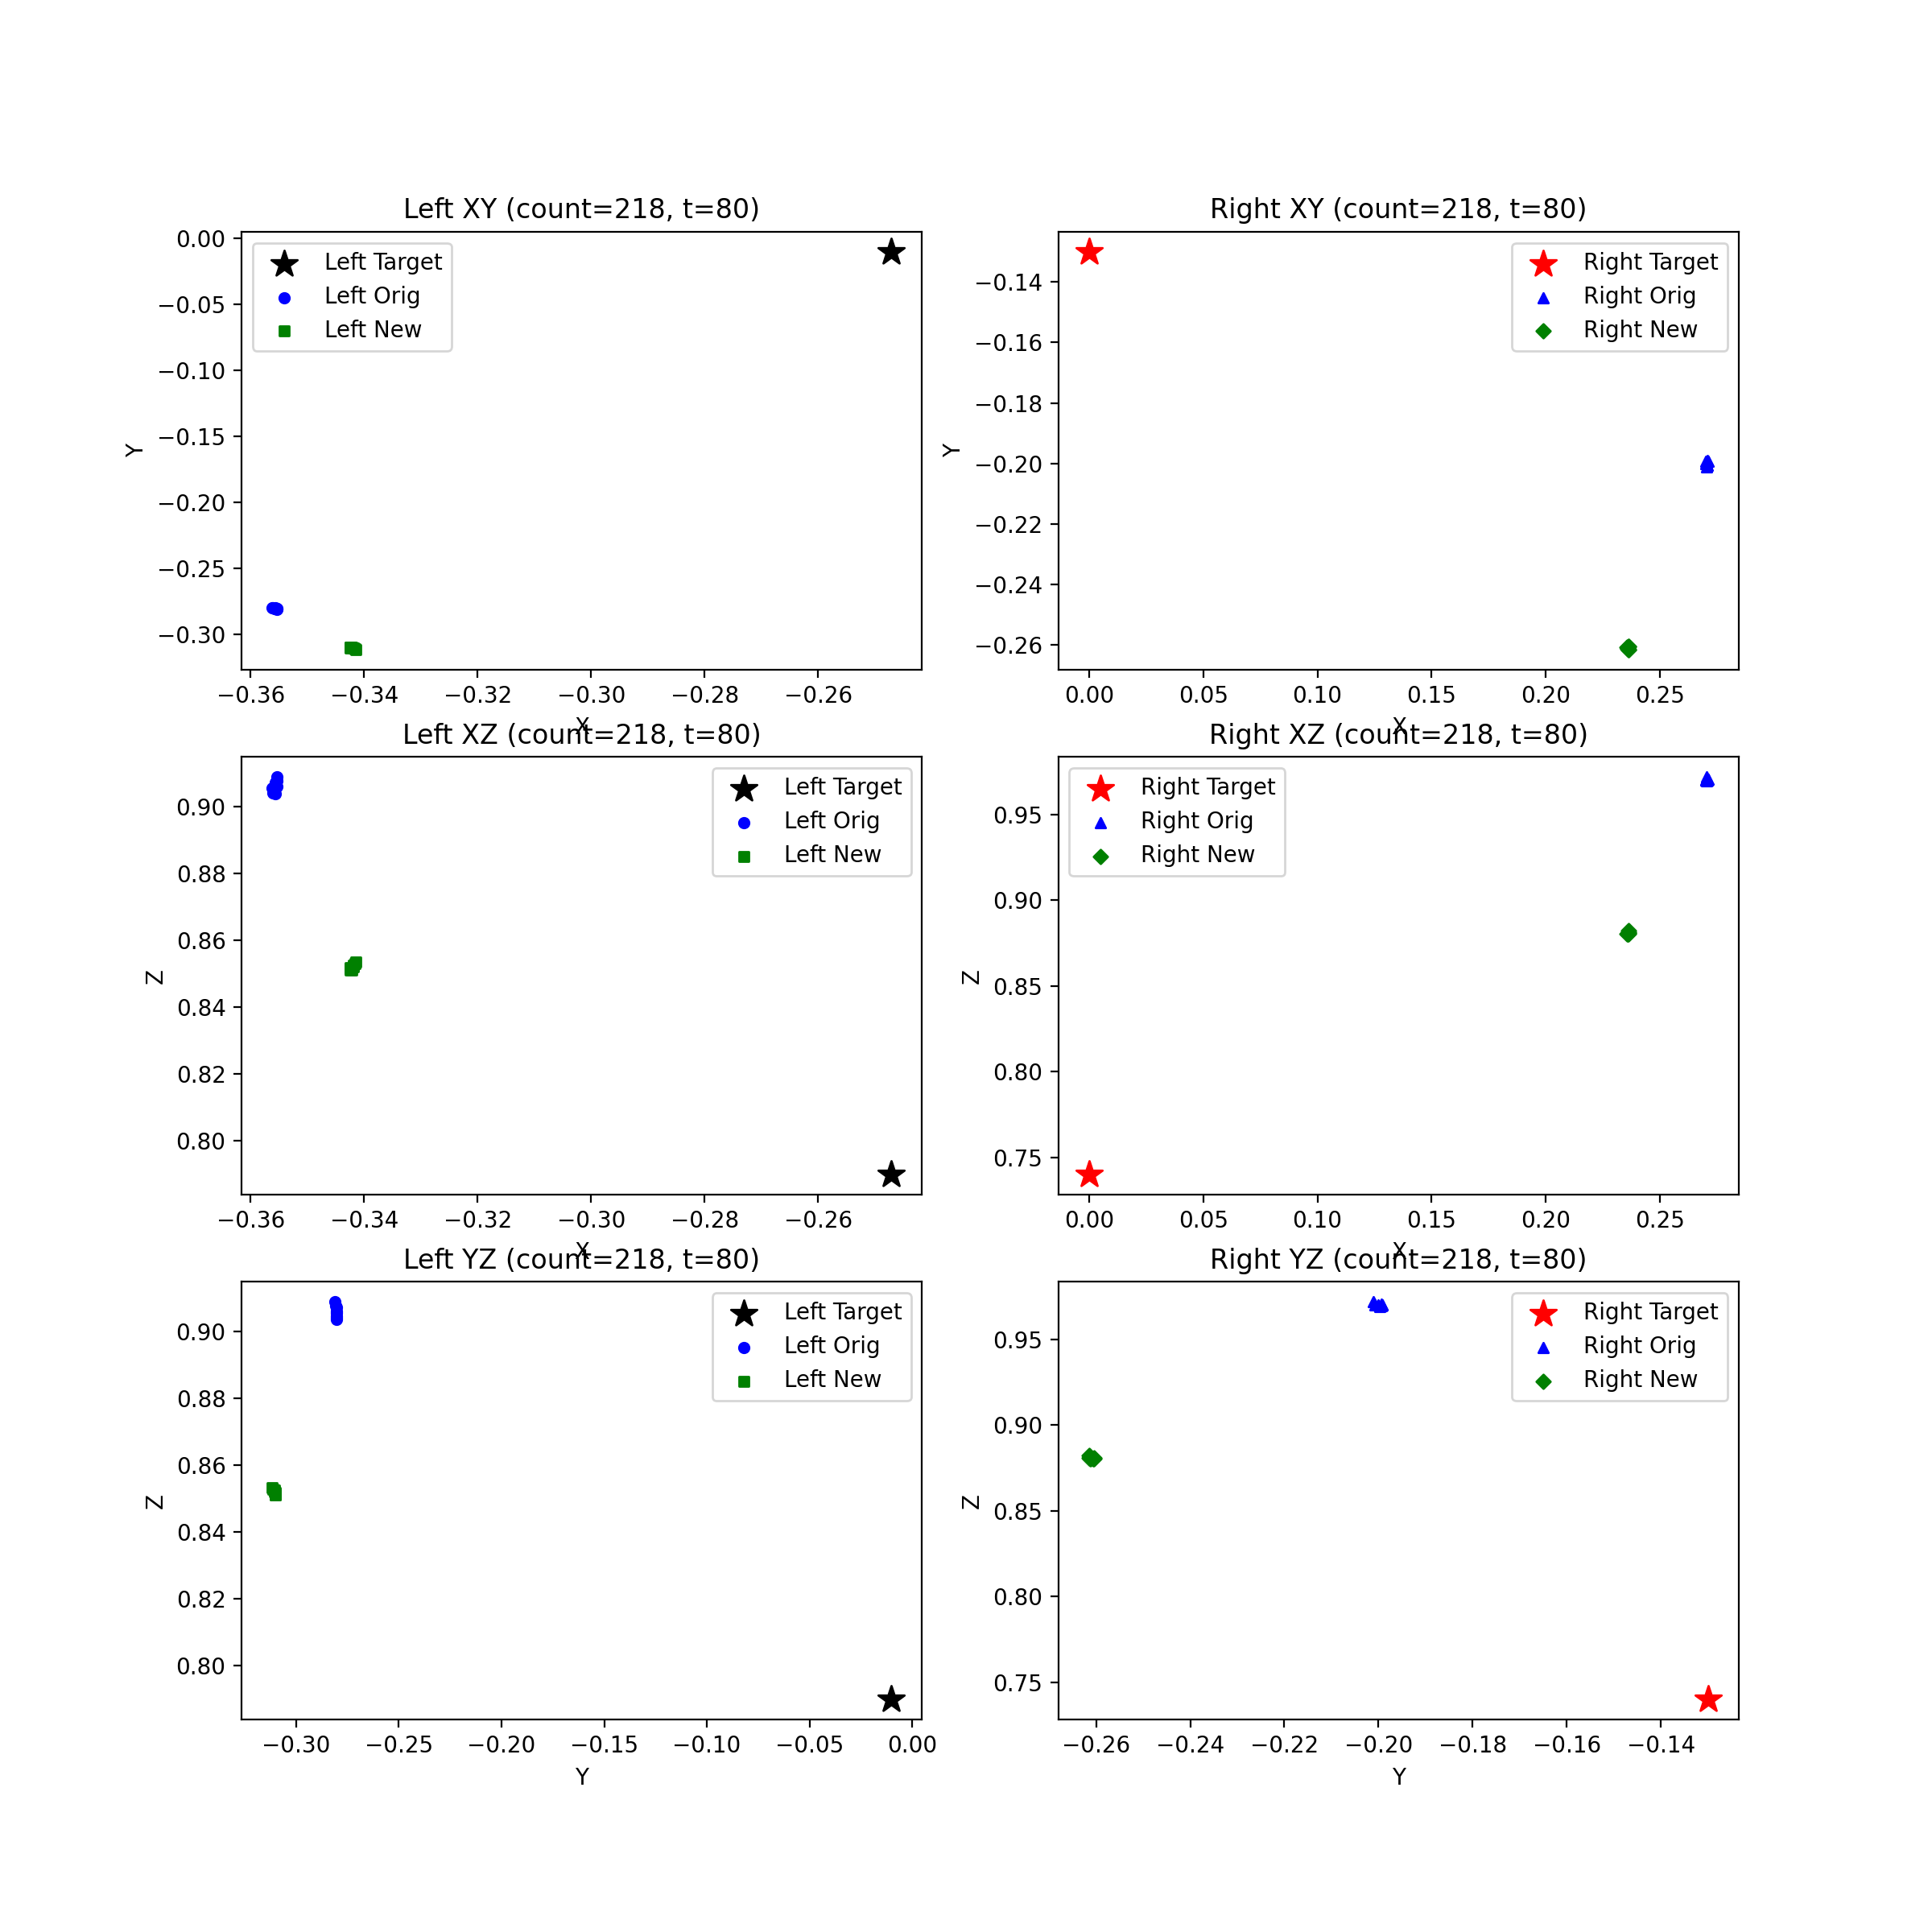 Left XY (count=218, t=80)
0.00
−0.05
−0.10
−0.15
−0.20
−0.25
−0.30
Y
Left Target
Left Orig
Left New
−0.36 −0.34 −0.32 −0.30 −0.28 −0.26
X
Right XY (count=218, t=80)
−0.14
−0.16
−0.18
−0.20
−0.22
−0.24
−0.26
Y
Right Target
Right Orig
Right New
0.00 0.05 0.10 0.15 0.20 0.25
X
Left XZ (count=218, t=80)
0.90
0.88
0.86
0.84
0.82
0.80
Z
Left Target
Left Orig
Left New
−0.36 −0.34 −0.32 −0.30 −0.28 −0.26
X
Right XZ (count=218, t=80)
0.95
0.90
0.85
0.80
0.75
Z
Right Target
Right Orig
Right New
0.00 0.05 0.10 0.15 0.20 0.25
X
Left YZ (count=218, t=80)
0.90
0.88
0.86
0.84
0.82
0.80
Z
Left Target
Left Orig
Left New
−0.30 −0.25 −0.20 −0.15 −0.10 −0.05 0.00
Y
Right YZ (count=218, t=80)
0.95
0.90
0.85
0.80
0.75
Z
Right Target
Right Orig
Right New
−0.26 −0.24 −0.22 −0.20 −0.18 −0.16 −0.14
Y